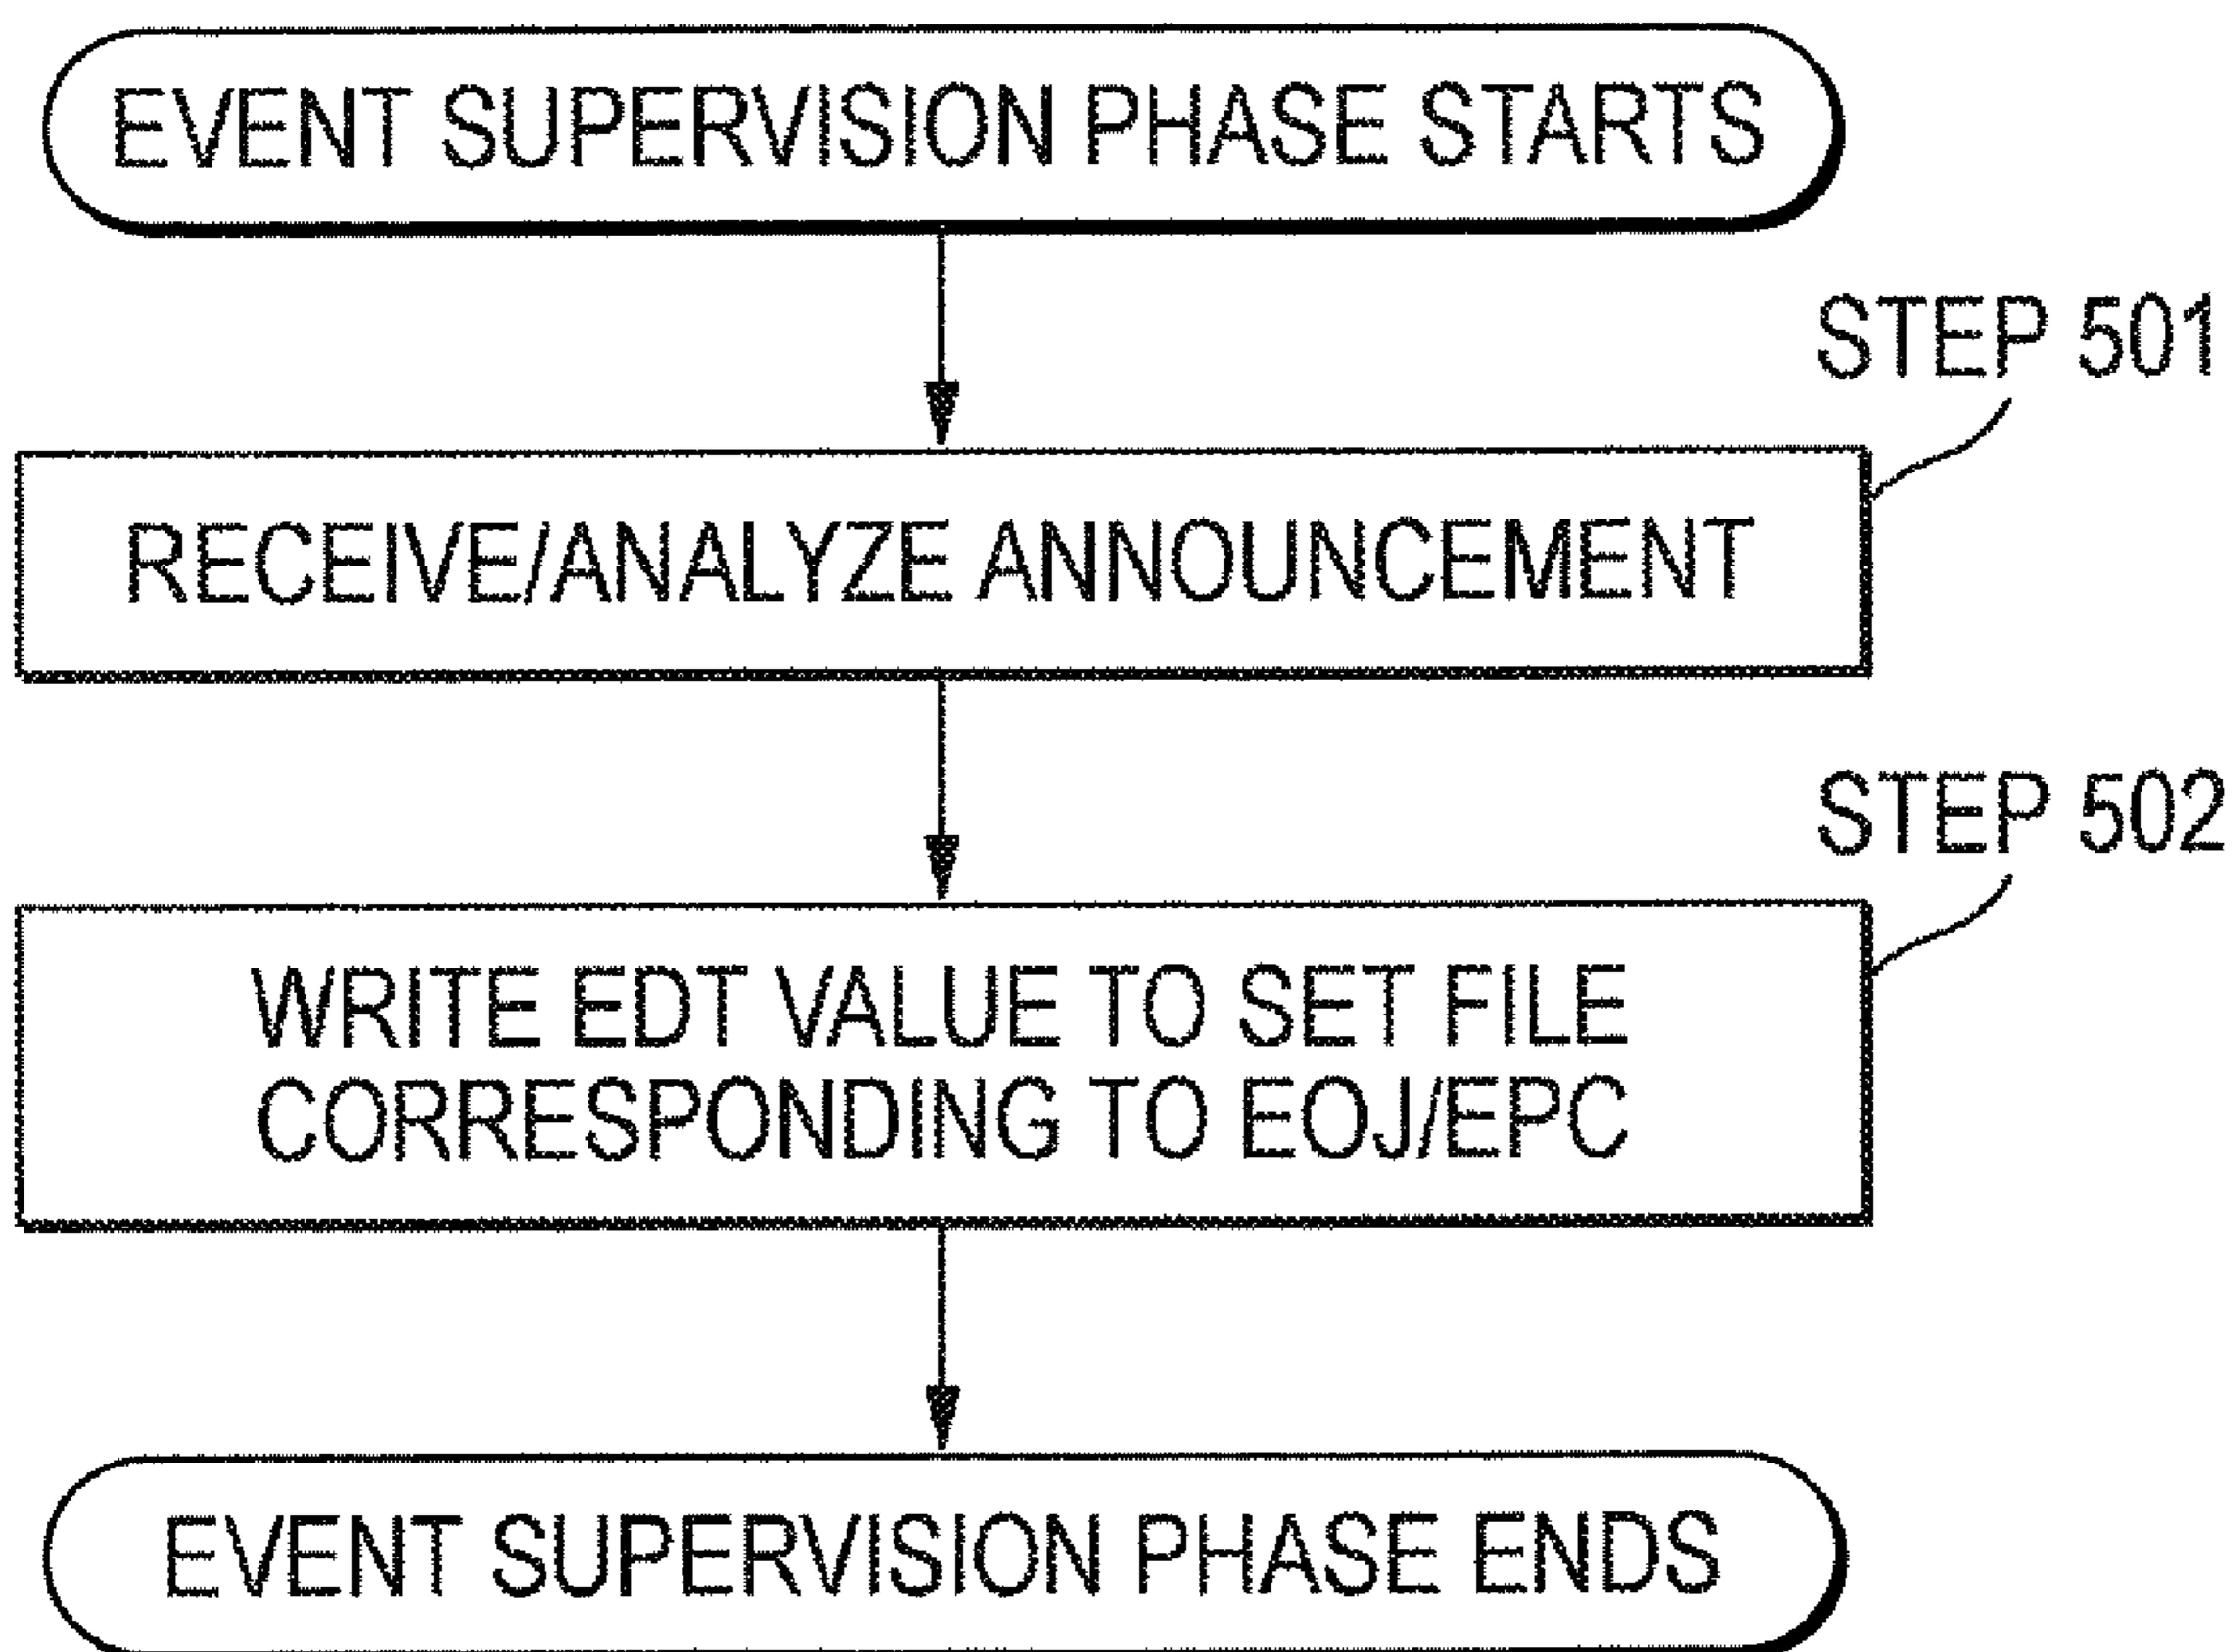 EVENT SUPERVISION PHASE STARTS
STEP 501
RECEIVE/ANALYZE ANNOUNCEMENT
STEP 502
WRITE EDT VALUE TO SET FILE
CORRESPONDING TO EOJ/EPC
EVENT SUPERVISION PHASE ENDS